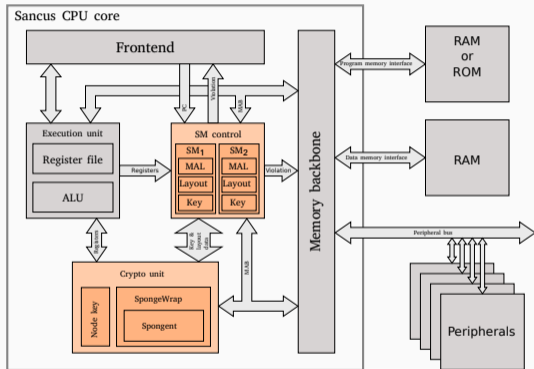 Sancus CPU core
Frontend
RAM
or
ROM
Program memory interface
PC
Violation
MAB
Execution unit
Register file
ALU
Registers
SM control
SM1
MAL
Layout
Key
SM2
MAL
Layout
Key
Violation
Memory backbone
Data memory interface
RAM
Registers
Key &
layout
data
MAB
Peripheral bus
Crypto unit
Node key
SpongeWrap
Spongent
Peripherals